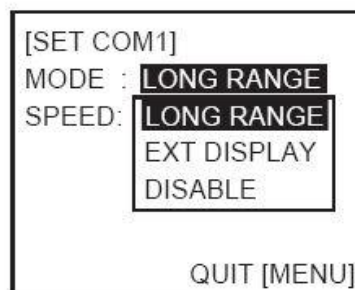 [SET COM1]
MODE : LONG RANGE
SPEED: LONG RANGE
EXT DISPLAY
DISABLE
QUIT [MENU]